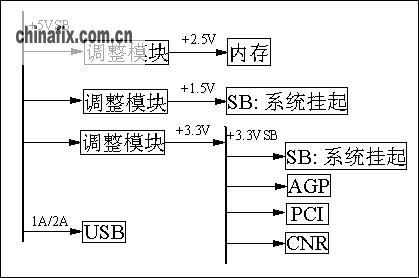 +5VSB
chinafix.com.cn
调整模块 +2.5V 内存
调整模块 +1.5V SB: 系统挂起
调整模块 +3.3V +3.3VSB
SB: 系统挂起
AGP
PCI
1A/2A USB
CNR